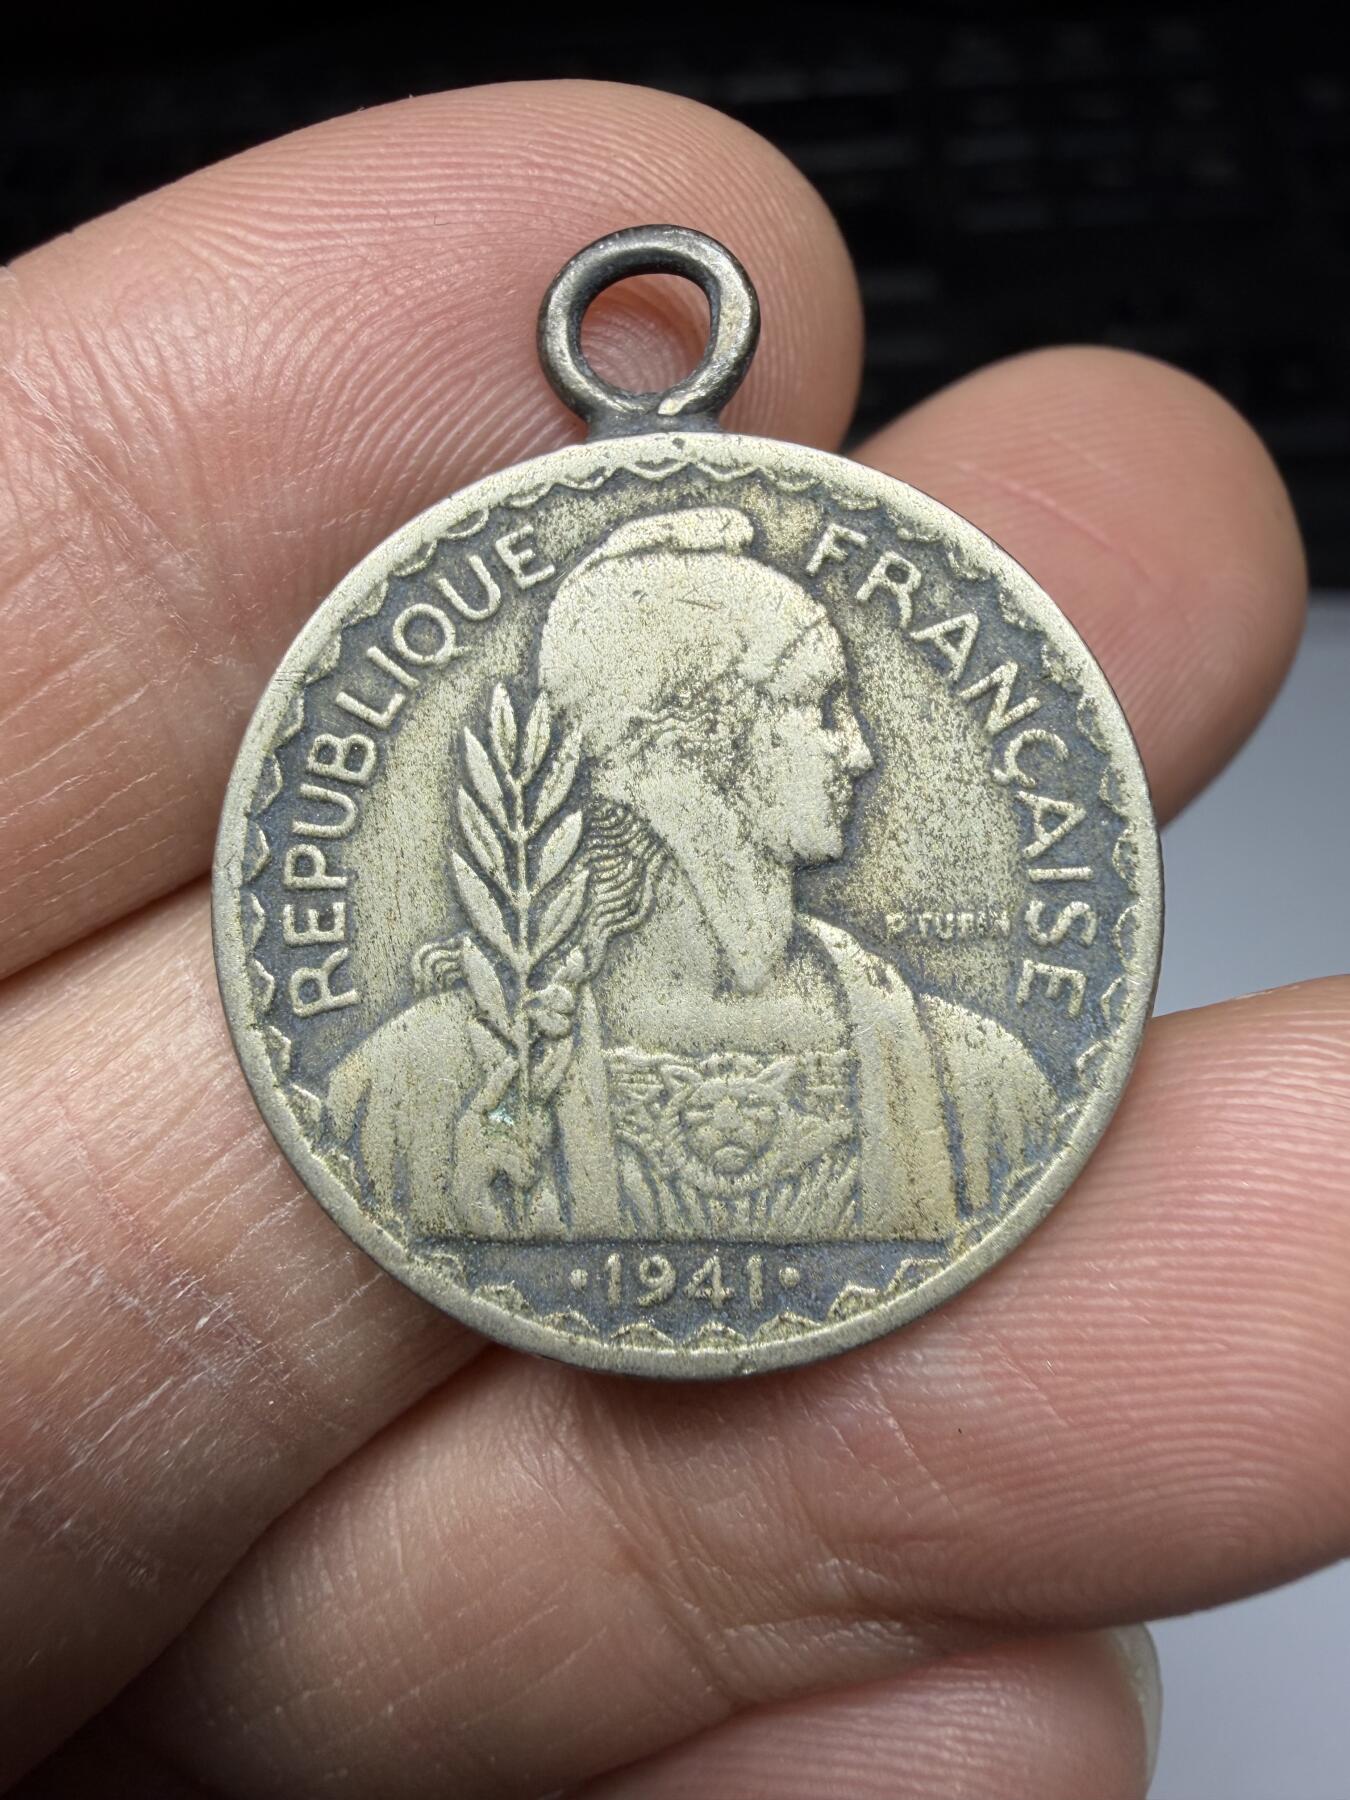 REPUBLIQUE FRANÇAISE
P. TURIN
·1941·